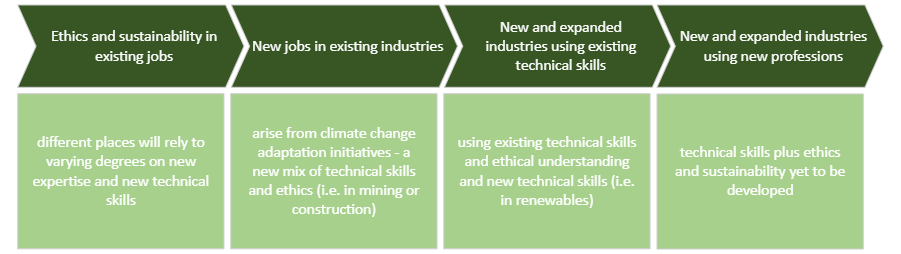 Ethics and sustainability in
existing jobs
New jobs in existing industries
New and expanded
industries using existing
technical skills
New and expanded industries
using new professions
different places will rely to
varying degrees on new
expertise and new technical
skills
arise from climate change
adaptation initiatives - a
new mix of technical skills
and ethics (i.e. in mining or
construction)
using existing technical skills
and ethical understanding
and new technical skills (i.e.
in renewables)
technical skills plus ethics
and sustainability yet to be
developed